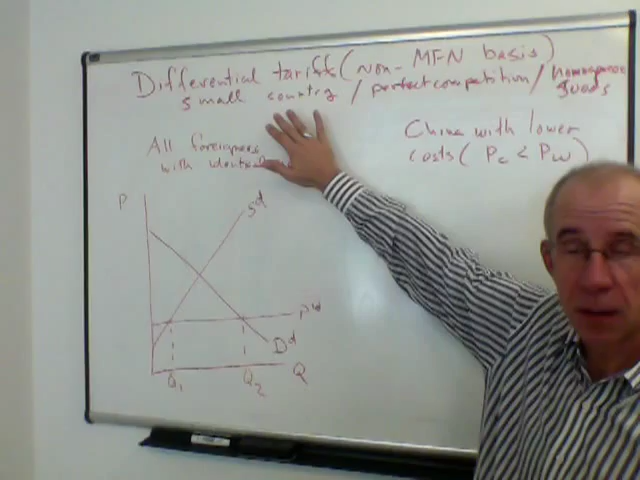 Differential tariffs (non-MFN basis)
small country / perfect competition / homogeneous goods
All foreigners
with identical
China with lower
costs (Pc < Pw)
P
Sd
Pw
Dd
Q1 Q2 Q